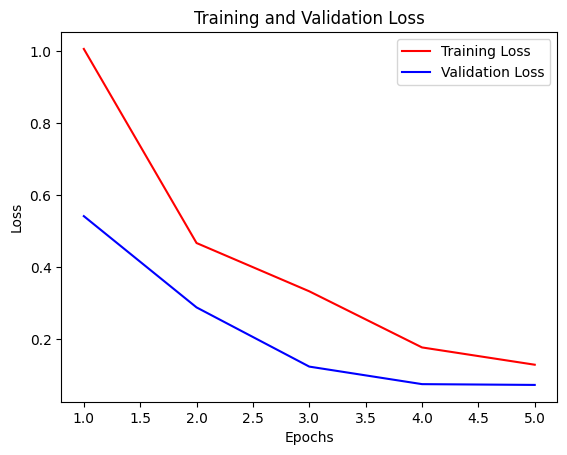 Training and Validation Loss
Training Loss
Validation Loss
1.0
0.8
0.6
0.4
0.2
Loss
1.0 1.5 2.0 2.5 3.0 3.5 4.0 4.5 5.0
Epochs